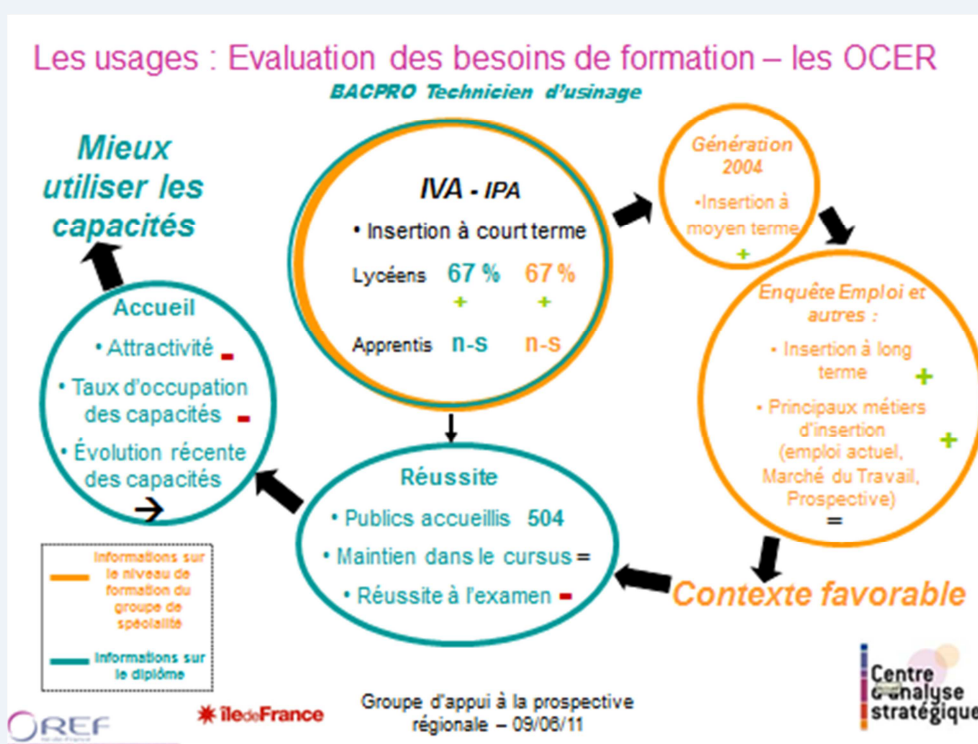 Les usages : Evaluation des besoins de formation – les OCER
BACPRO Technicien d'usinage
Mieux
utiliser les
capacités
IVA - IPA
• Insertion à court terme
Lycéens 67 % 67 %
+ +
Apprentis n-s n-s
Génération
2004
•Insertion à
moyen terme
+
Enquête Emploi et
autres :
• Insertion à long
terme +
• Principaux métiers
d'insertion +
(emploi actuel,
Marché du Travail,
Prospective)
=
Contexte favorable
Réussite
• Publics accueillis 504
• Maintien dans le cursus =
• Réussite à l'examen -
Accueil
• Attractivité -
• Taux d'occupation
des capacités -
• Évolution récente
des capacités
→
Informations sur
le niveau de
formation du
groupe de
spécialité
Informations sur
le diplôme
OREF
îledeFrance
Groupe d'appui à la prospective
régionale – 09/06/11
Centre
d'analyse
stratégique